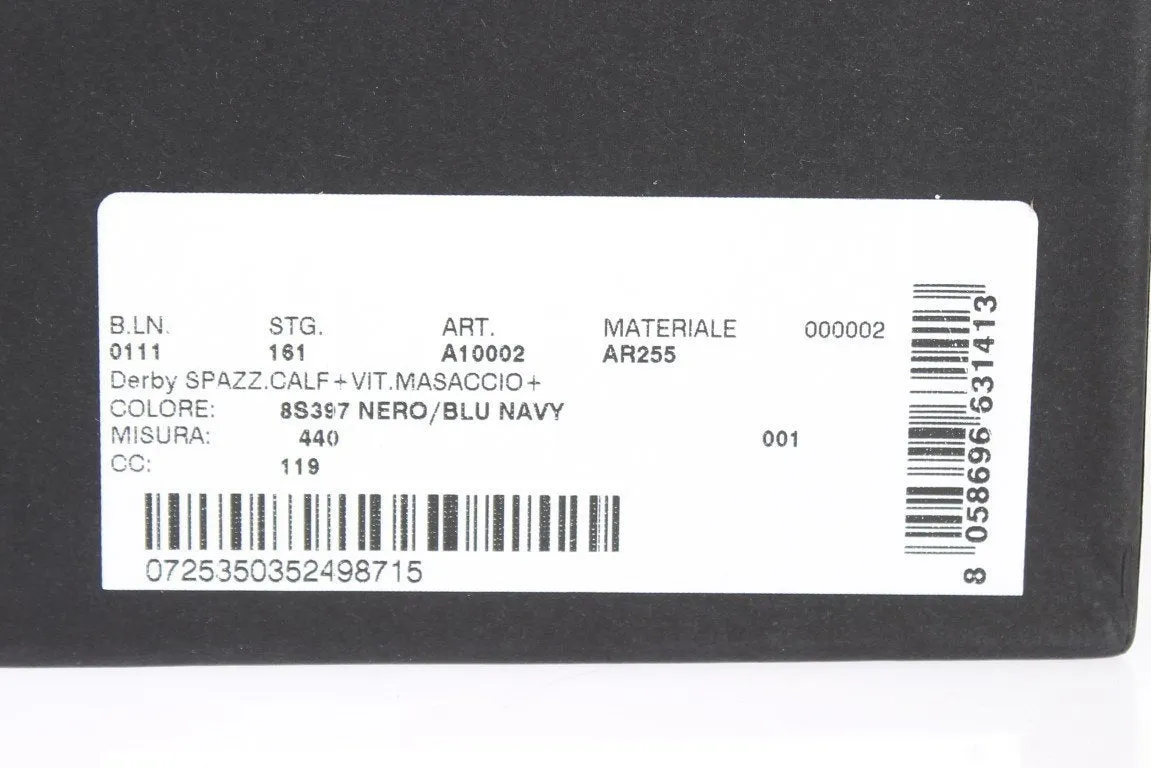 B.LN. STG. ART. MATERIALE 000002
0111 161 A10002 AR255
Derby SPAZZ.CALF+VIT.MASACCIO+
COLORE: 8S397 NERO/BLU NAVY
MISURA: 440 001
CC: 119
0725350352498715
8 058696 631413